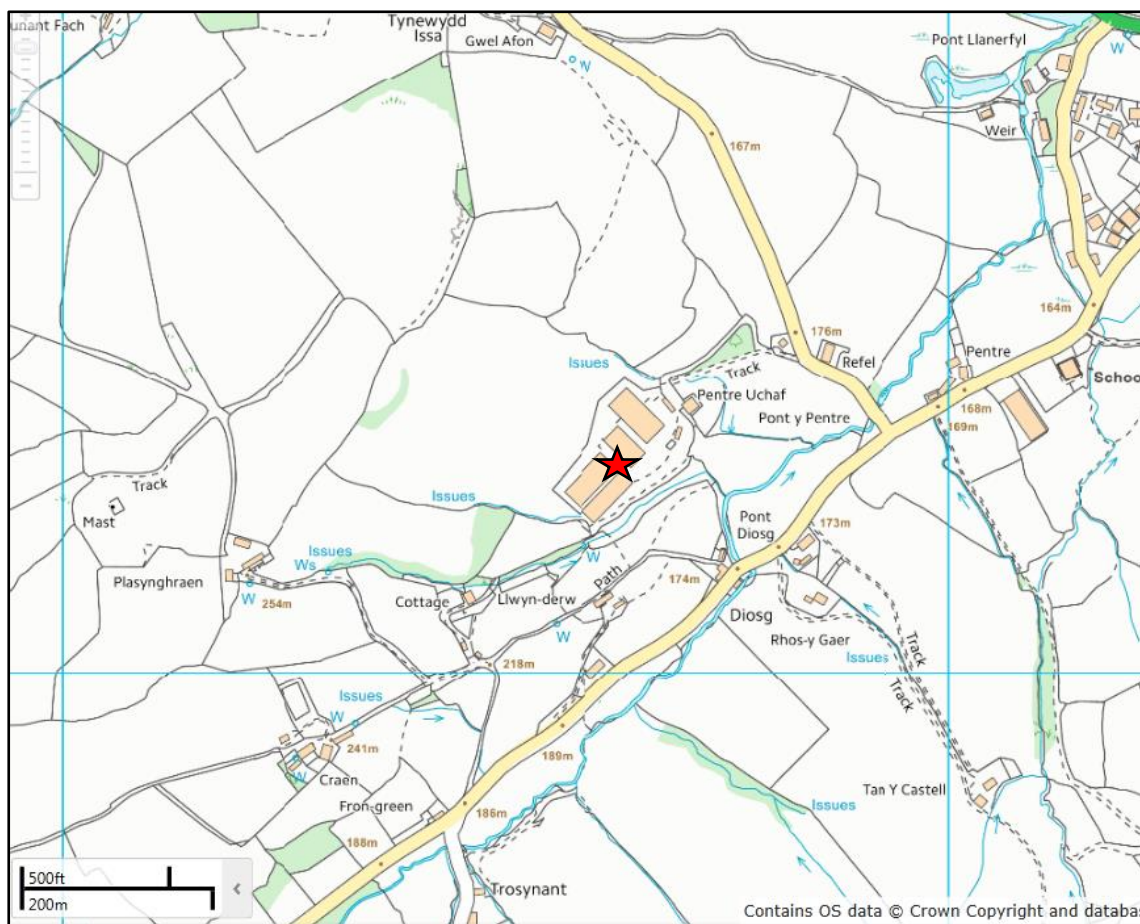 unant Fach
Tynewydd
Issa
Gwel Afon
W
Pont Llanerfyl
W
Weir
167m
164m
176m
Refel
Pentre
Issues
Track
Pentre Uchaf
School
168m
169m
Pont y Pentre
Track
Mast
Issues
Pont
Diosg
173m
Plasynghraen
Issues
Ws
W
254m
W
Path
174m
Cottage
Llwyn-derw
Diosg
W
Rhos-y Gaer
Issues
Track
Track
218m
Issues
W
241m
W
Craen
189m
Tan Y Castell
Issues
Fron-green
186m
188m
Trosynant
500ft
200m
Contains OS data © Crown Copyright and databa